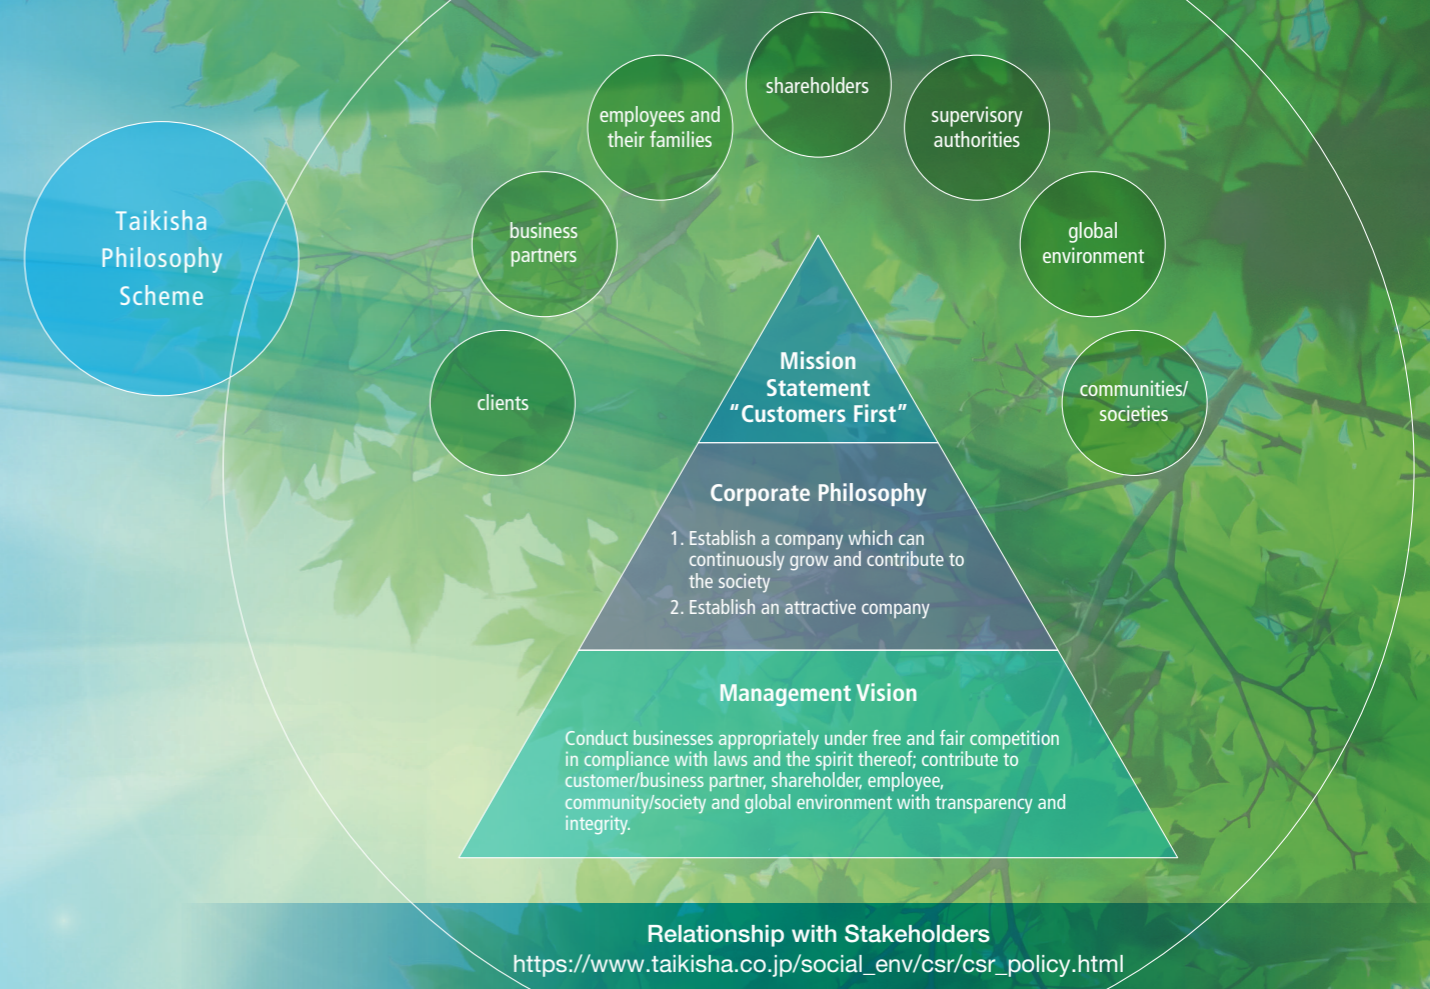 Taikisha
Philosophy
Scheme
clients
business
partners
employees and
their families
shareholders
supervisory
authorities
global
environment
communities/
societies
Mission
Statement
“Customers First”
Corporate Philosophy
1. Establish a company which can
continuously grow and contribute to
the society
2. Establish an attractive company
Management Vision
Conduct businesses appropriately under free and fair competition
in compliance with laws and the spirit thereof; contribute to
customer/business partner, shareholder, employee,
community/society and global environment with transparency and
integrity.
Relationship with Stakeholders
https://www.taikisha.co.jp/social_env/csr/csr_policy.html